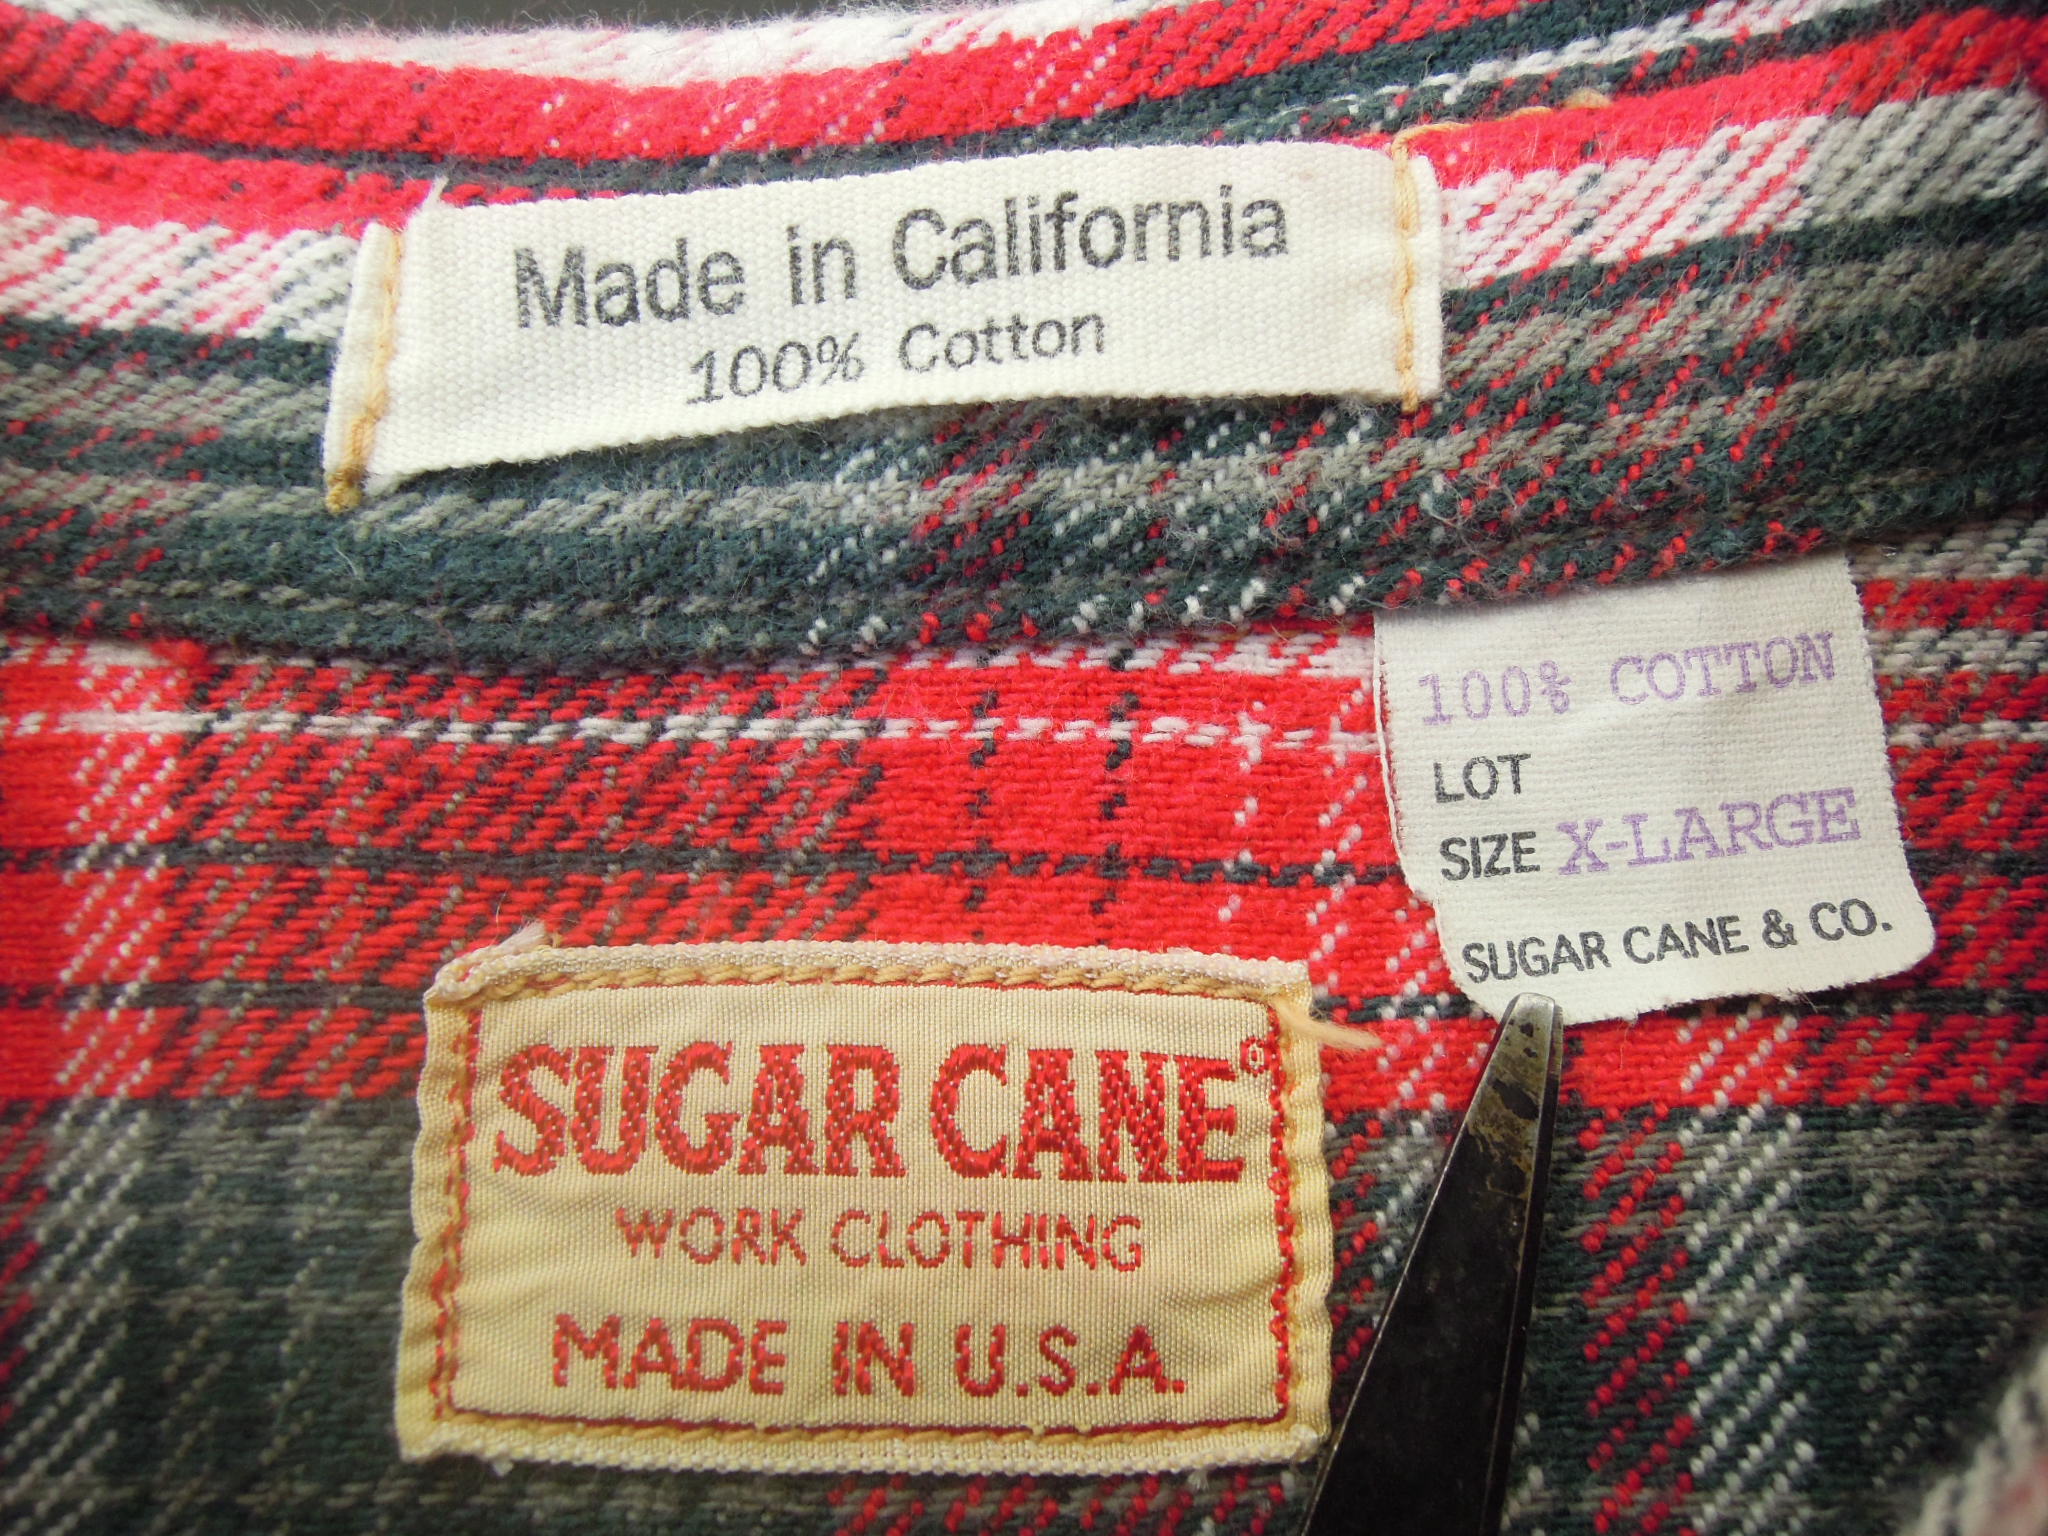 Made in California
100% Cotton
100% COTTON
LOT
SIZE X-LARGE
SUGAR CANE & CO.
SUGAR CANE®
WORK CLOTHING
MADE IN U.S.A.